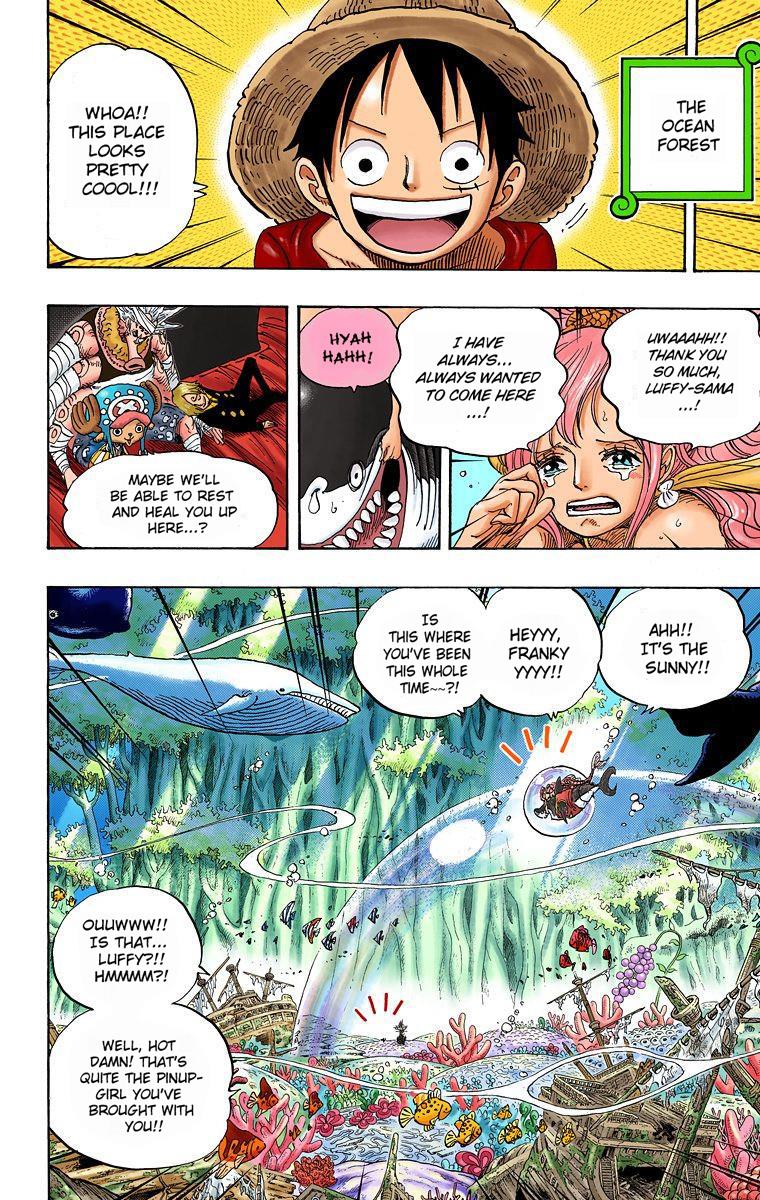 THE
OCEAN
FOREST
WHOA!!
THIS PLACE
LOOKS
PRETTY
COOOL!!!
UWAAAHH!!
THANK YOU
SO MUCH,
LUFFY-SAMA
...!
I HAVE
ALWAYS...
ALWAYS WANTED
TO COME HERE
...!
HYAH
HAHH!
MAYBE WE'LL
BE ABLE TO REST
AND HEAL YOU UP
HERE...?
AHH!!
IT'S THE
SUNNY!!
HEYYY,
FRANKY
YYYY!!
IS
THIS WHERE
YOU'VE BEEN
THIS WHOLE
TIME~~?!
OUUWWW!!
IS THAT...
LUFFY?!!
HMMMM?!
WELL, HOT
DAMN! THAT'S
QUITE THE PINUP-
GIRL YOU'VE
BROUGHT WITH
YOU!!